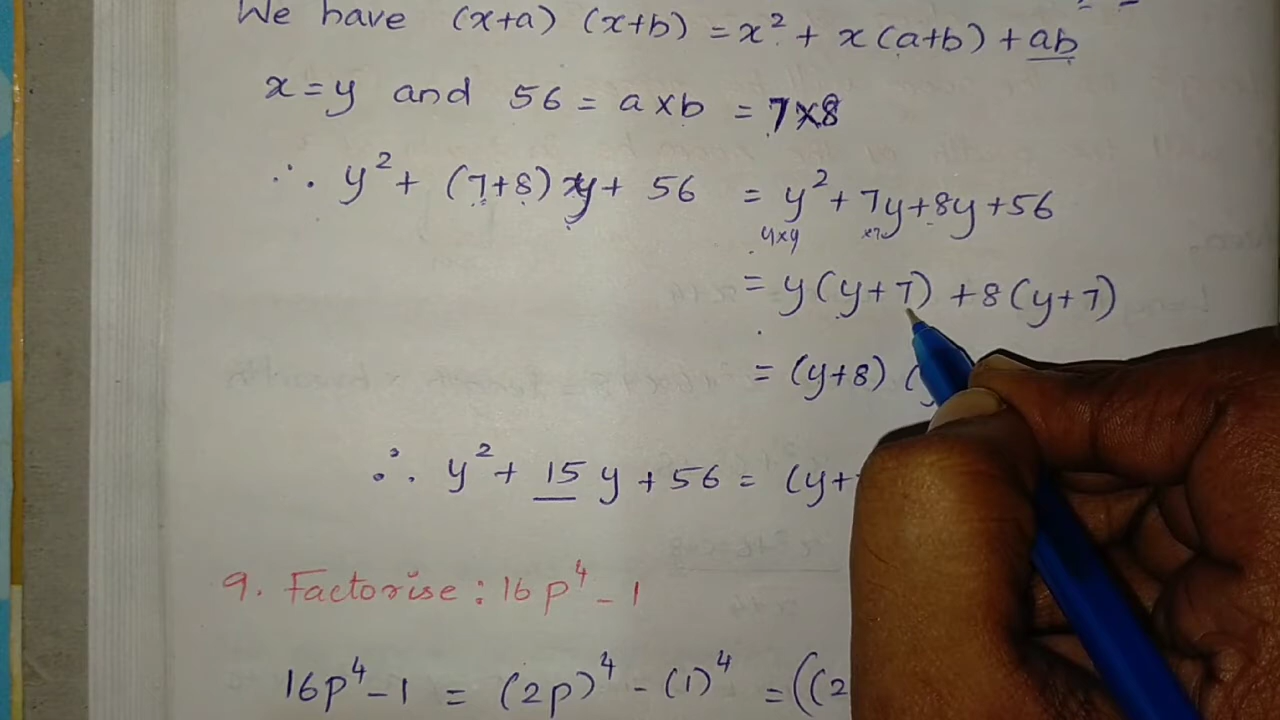 We have (x+a) (x+b) = x² + x(a+b) + ab
x = y and 56 = a×b = 7×8
∴ y² + (7+8) y + 56 = y² + 7y + 8y + 56
y×y
= y(y+7) + 8(y+7)
= (y+8) (y
∴ y² + 15 y + 56 = (y+
9. Factorise : 16p⁴ - 1
16p⁴ - 1 = (2p)⁴ - (1)⁴ = ((2